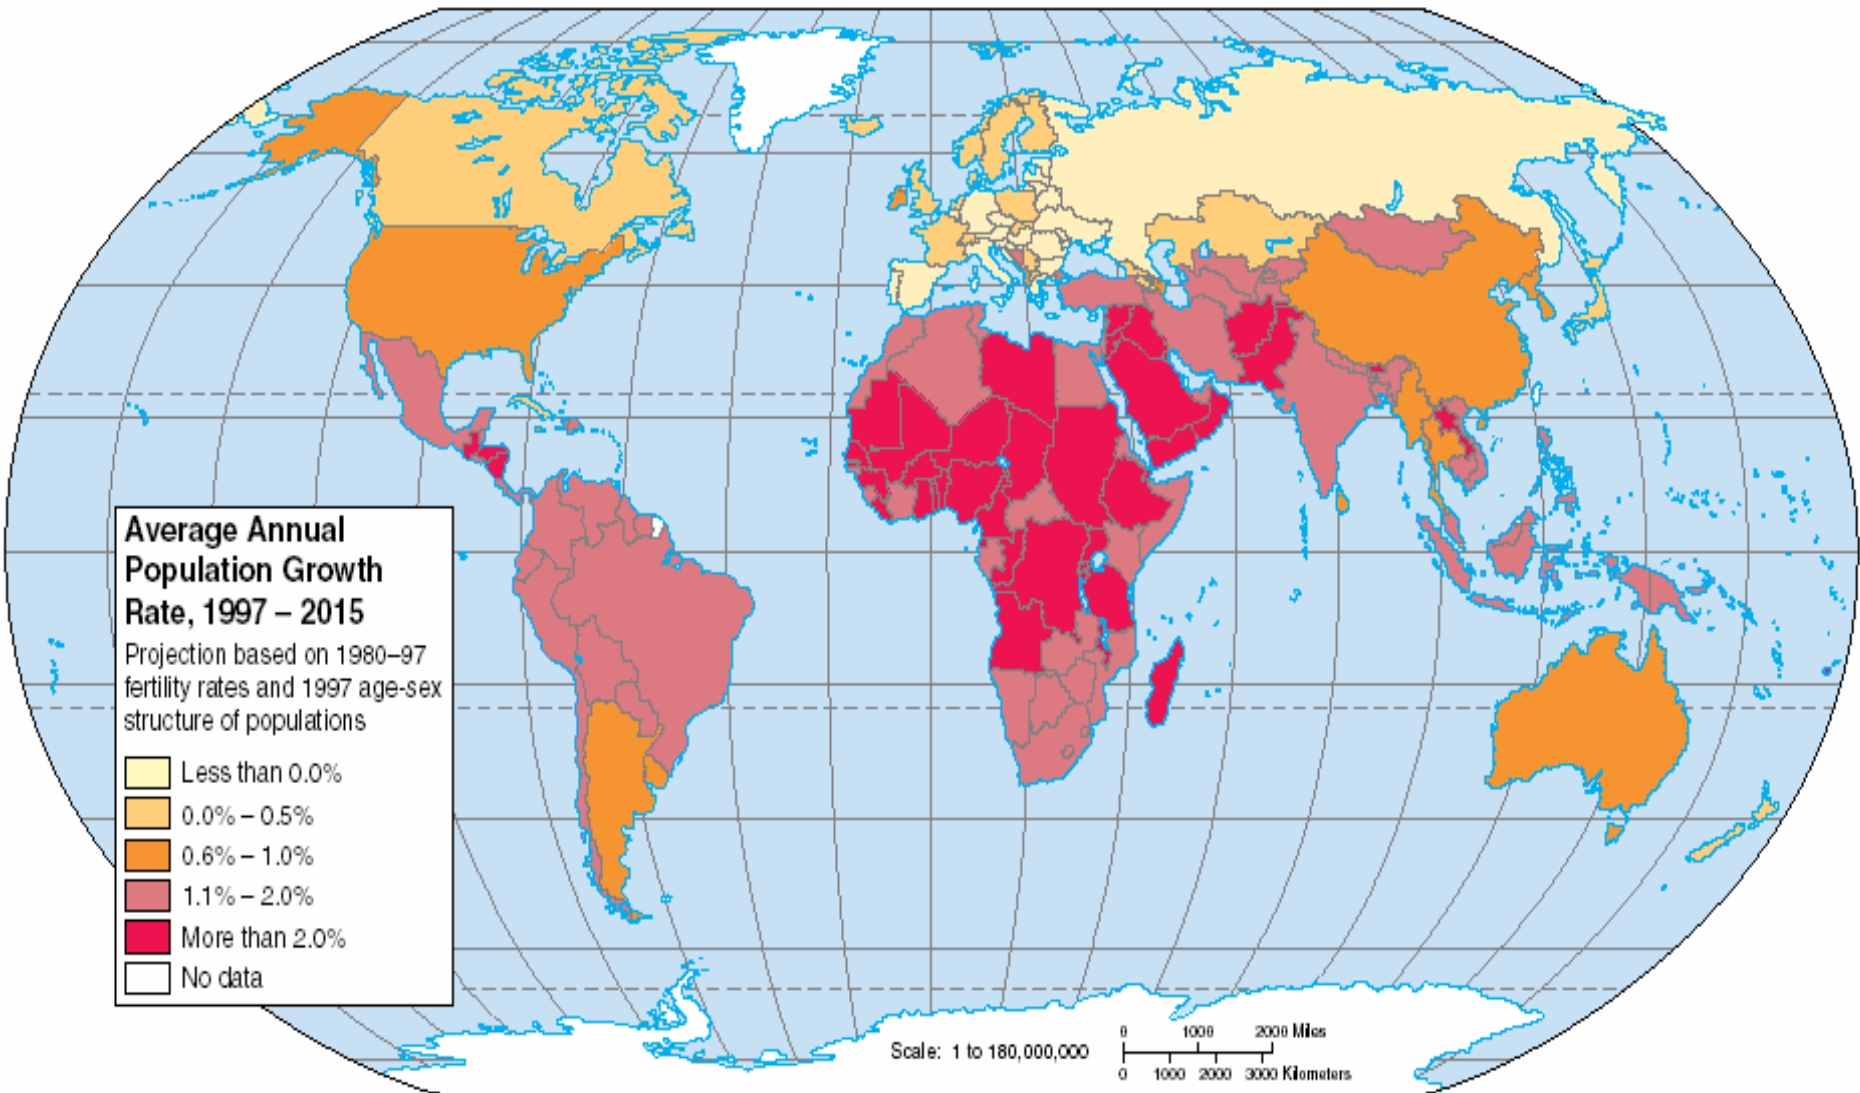 Average Annual
Population Growth
Rate, 1997 – 2015
Projection based on 1980–97
fertility rates and 1997 age-sex
structure of populations
Less than 0.0%
0.0% – 0.5%
0.6% – 1.0%
1.1% – 2.0%
More than 2.0%
No data
Scale: 1 to 180,000,000
0 1000 2000 Miles
0 1000 2000 3000 Kilometers